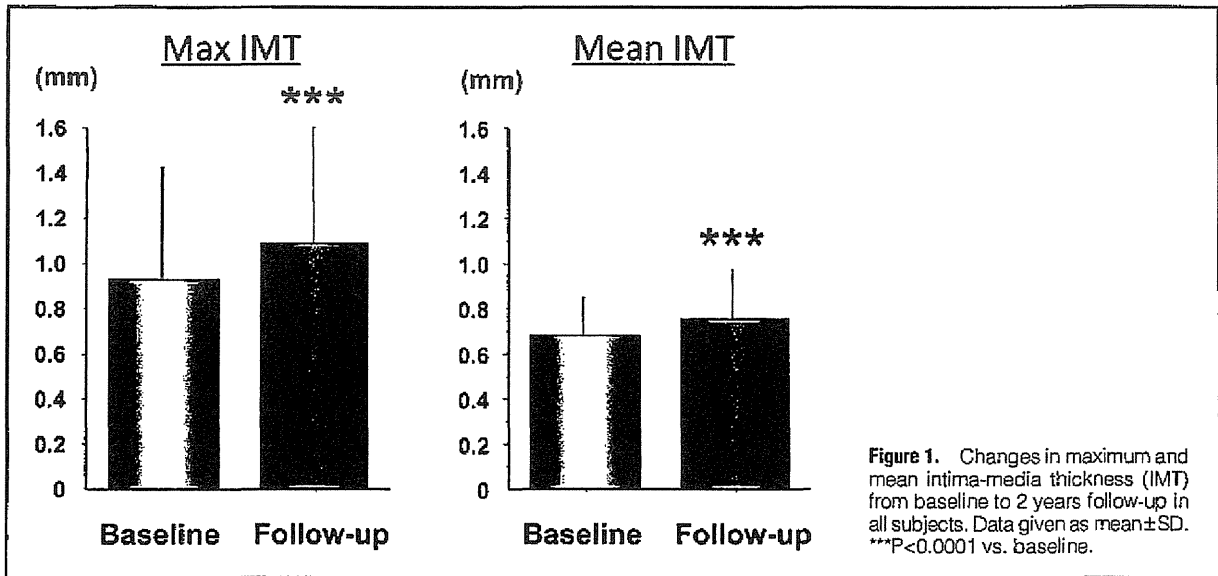 Max IMT
(mm)
***
1.6
1.4
1.2
1.0
0.8
0.6
0.4
0.2
0
Baseline Follow-up
Mean IMT
(mm)
***
1.6
1.4
1.2
1.0
0.8
0.6
0.4
0.2
0
Baseline Follow-up
Figure 1. Changes in maximum and
mean intima-media thickness (IMT)
from baseline to 2 years follow-up in
all subjects. Data given as mean±SD.
***P<0.0001 vs. baseline.